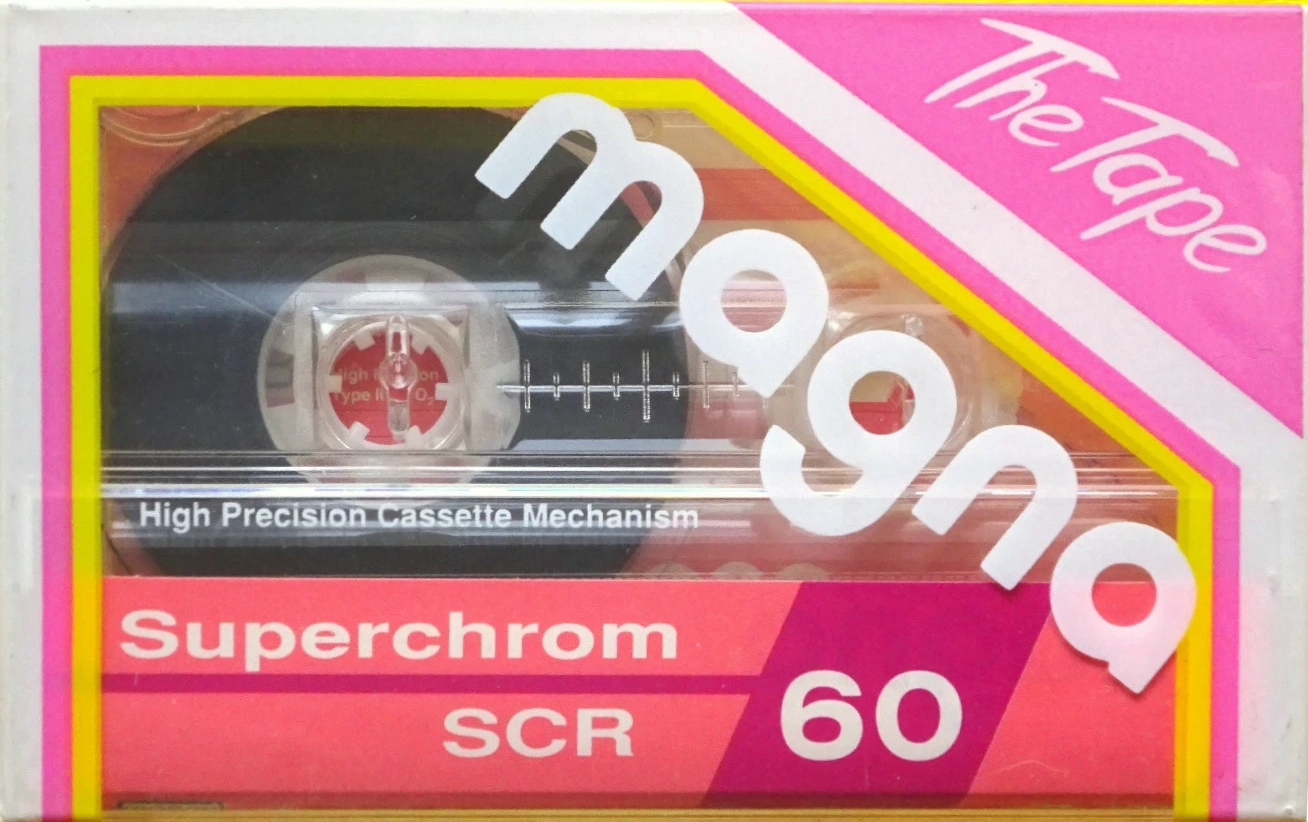 The Tape
magna
High Precision Cassette Mechanism
Superchrom
SCR
60